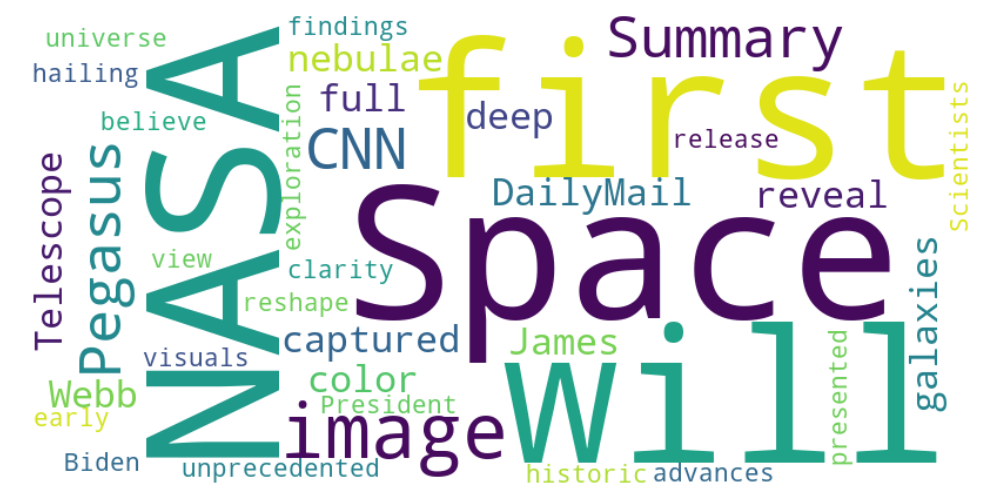 universe
findings
Summary
hailing
nebulae
first
NASA
full
deep
believe
CNN
release
exploration
Scientists
Telescope
Pegasus
DailyMail
reveal
Space
view
clarity
reshape
galaxies
captured
James
Will
visuals
color
presented
Webb
President
early
image
Biden
unprecedented
historic
advances